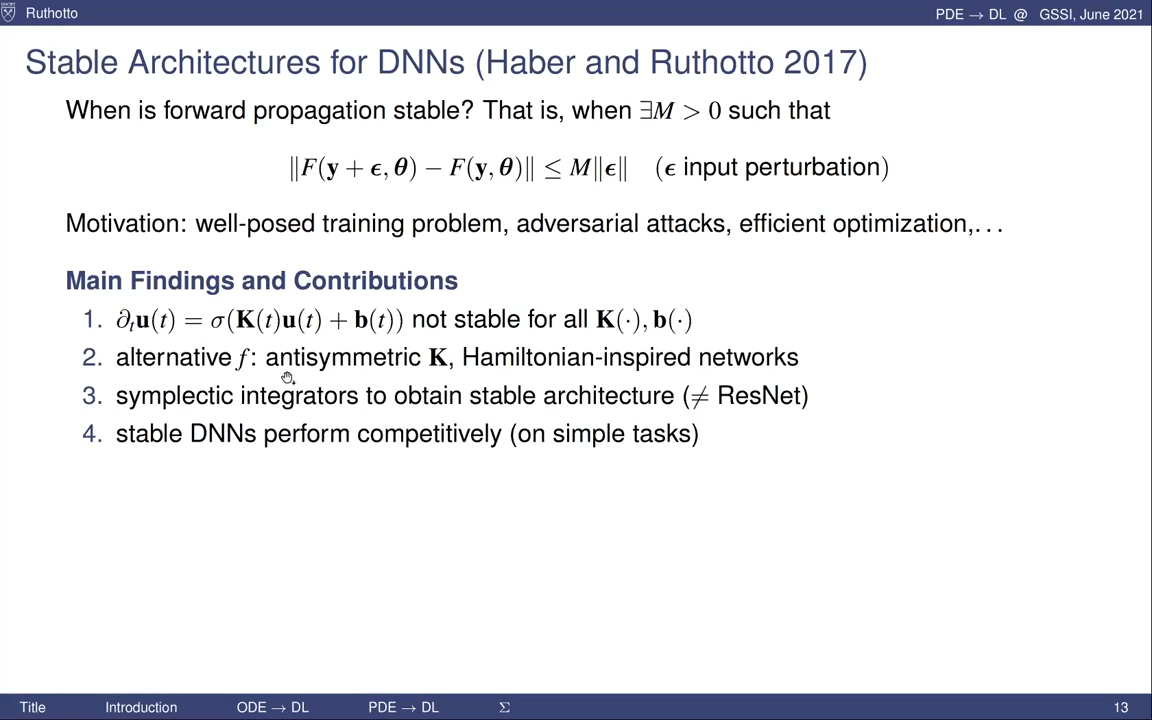 Ruthotto
PDE → DL @ GSSI, June 2021
Stable Architectures for DNNs (Haber and Ruthotto 2017)
When is forward propagation stable? That is, when ∃M > 0 such that
‖F(y + ϵ, θ) − F(y, θ)‖ ≤ M‖ϵ‖ (ϵ input perturbation)
Motivation: well-posed training problem, adversarial attacks, efficient optimization,. . .
Main Findings and Contributions
1. ∂ₜu(t) = σ(K(t)u(t) + b(t)) not stable for all K(·), b(·)
2. alternative f: antisymmetric K, Hamiltonian-inspired networks
3. symplectic integrators to obtain stable architecture (≠ ResNet)
4. stable DNNs perform competitively (on simple tasks)
Title Introduction ODE → DL PDE → DL Σ 13